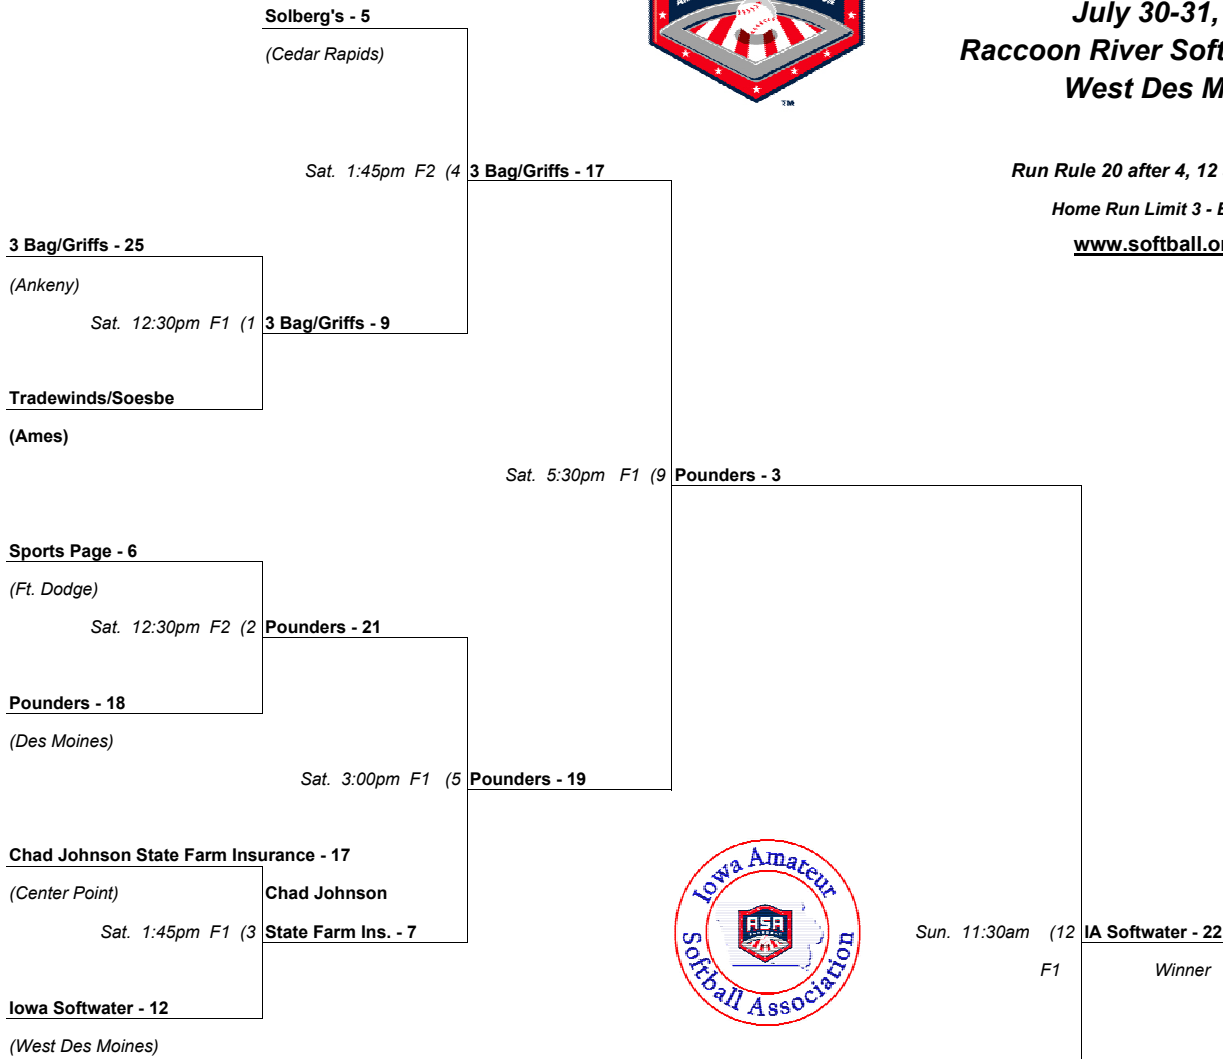 Solberg's - 5
(Cedar Rapids)
July 30-31,
Raccoon River Soft
West Des M
Sat. 1:45pm F2 (4
3 Bag/Griffs - 17
Run Rule 20 after 4, 12
Home Run Limit 3 - E
3 Bag/Griffs - 25
www.softball.or
(Ankeny)
Sat. 12:30pm F1 (1
3 Bag/Griffs - 9
Tradewinds/Soesbe
(Ames)
Sat. 5:30pm F1 (9
Pounders - 3
Sports Page - 6
(Ft. Dodge)
Sat. 12:30pm F2 (2
Pounders - 21
Pounders - 18
(Des Moines)
Sat. 3:00pm F1 (5
Pounders - 19
Chad Johnson State Farm Insurance - 17
(Center Point)
Chad Johnson
Sat. 1:45pm F1 (3
State Farm Ins. - 7
Iowa Amateur
ASA
Softball Association
Sun. 11:30am (12
IA Softwater - 22
F1
Winner
Iowa Softwater - 12
(West Des Moines)